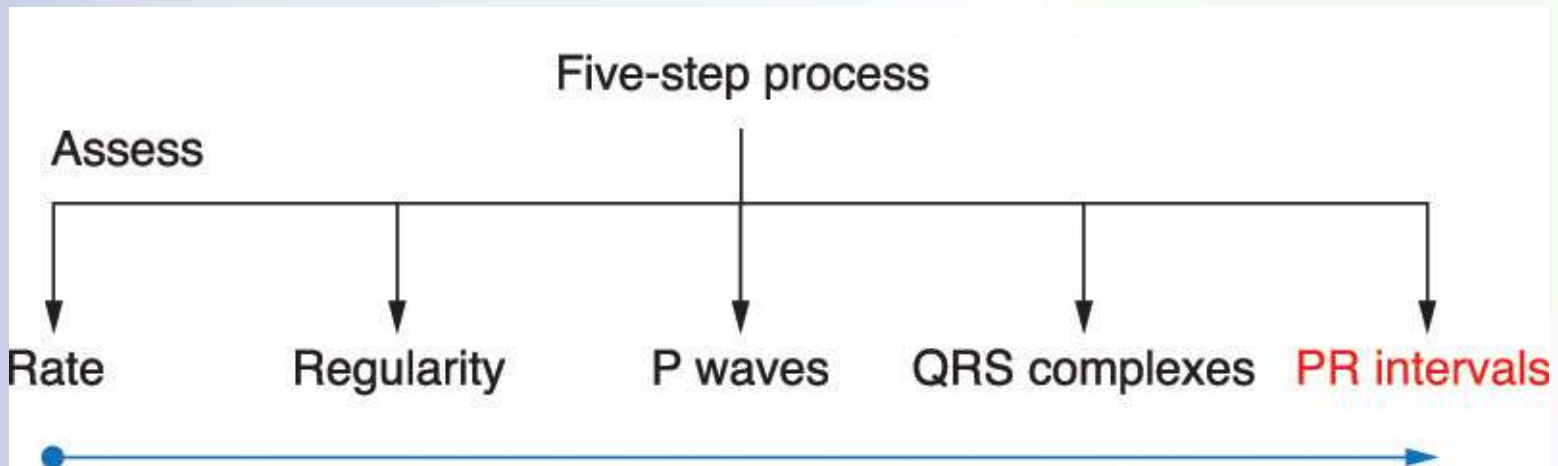 Five-step process
Assess
Rate Regularity P waves QRS complexes PR intervals